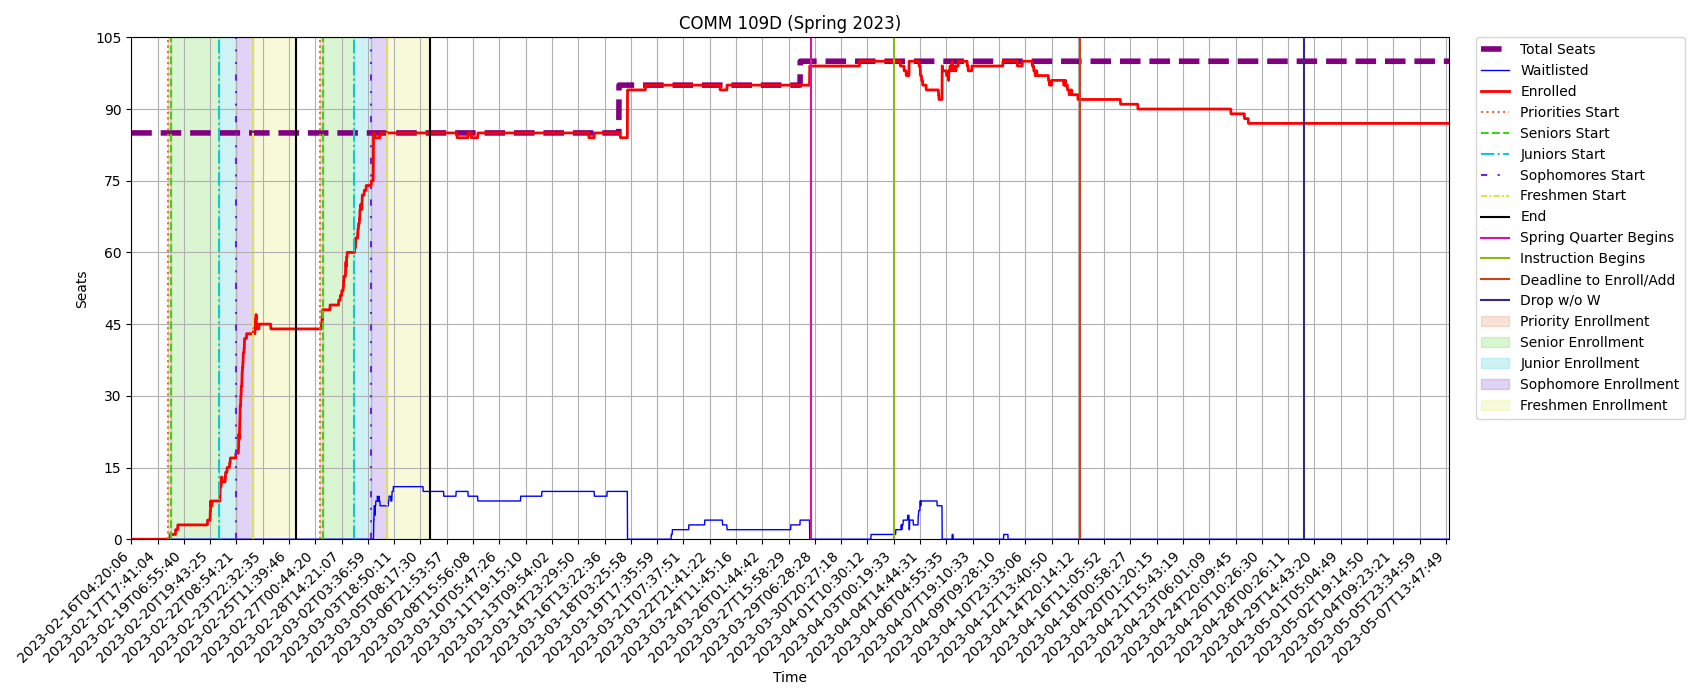 COMM 109D (Spring 2023)
Seats
105
90
75
60
45
30
15
0
2023-02-16T04:20:06
2023-02-17T17:41:04
2023-02-19T06:55:40
2023-02-20T19:43:25
2023-02-22T08:54:21
2023-02-23T22:32:35
2023-02-25T11:39:46
2023-02-27T00:44:20
2023-02-28T14:21:07
2023-03-02T03:36:59
2023-03-03T18:50:11
2023-03-05T08:17:30
2023-03-06T21:53:57
2023-03-08T15:56:08
2023-03-10T05:47:26
2023-03-11T19:15:10
2023-03-13T09:54:02
2023-03-14T23:29:50
2023-03-16T13:22:36
2023-03-18T03:25:58
2023-03-19T17:35:59
2023-03-21T07:37:51
2023-03-22T21:41:22
2023-03-24T11:45:16
2023-03-26T01:44:42
2023-03-27T15:58:29
2023-03-29T06:28:28
2023-03-30T20:27:18
2023-04-01T10:30:12
2023-04-03T00:19:33
2023-04-04T14:44:31
2023-04-06T04:55:35
2023-04-07T19:10:33
2023-04-09T09:28:10
2023-04-10T23:33:06
2023-04-12T13:40:50
2023-04-14T20:14:12
2023-04-16T11:05:52
2023-04-18T00:58:27
2023-04-20T01:20:15
2023-04-21T15:43:19
2023-04-23T06:01:09
2023-04-24T20:09:45
2023-04-26T10:26:30
2023-04-28T00:26:11
2023-04-29T14:43:20
2023-05-01T05:04:49
2023-05-02T19:14:50
2023-05-04T09:23:21
2023-05-05T23:34:59
2023-05-07T13:47:49
Time
Total Seats
Waitlisted
Enrolled
Priorities Start
Seniors Start
Juniors Start
Sophomores Start
Freshmen Start
End
Spring Quarter Begins
Instruction Begins
Deadline to Enroll/Add
Drop w/o W
Priority Enrollment
Senior Enrollment
Junior Enrollment
Sophomore Enrollment
Freshmen Enrollment